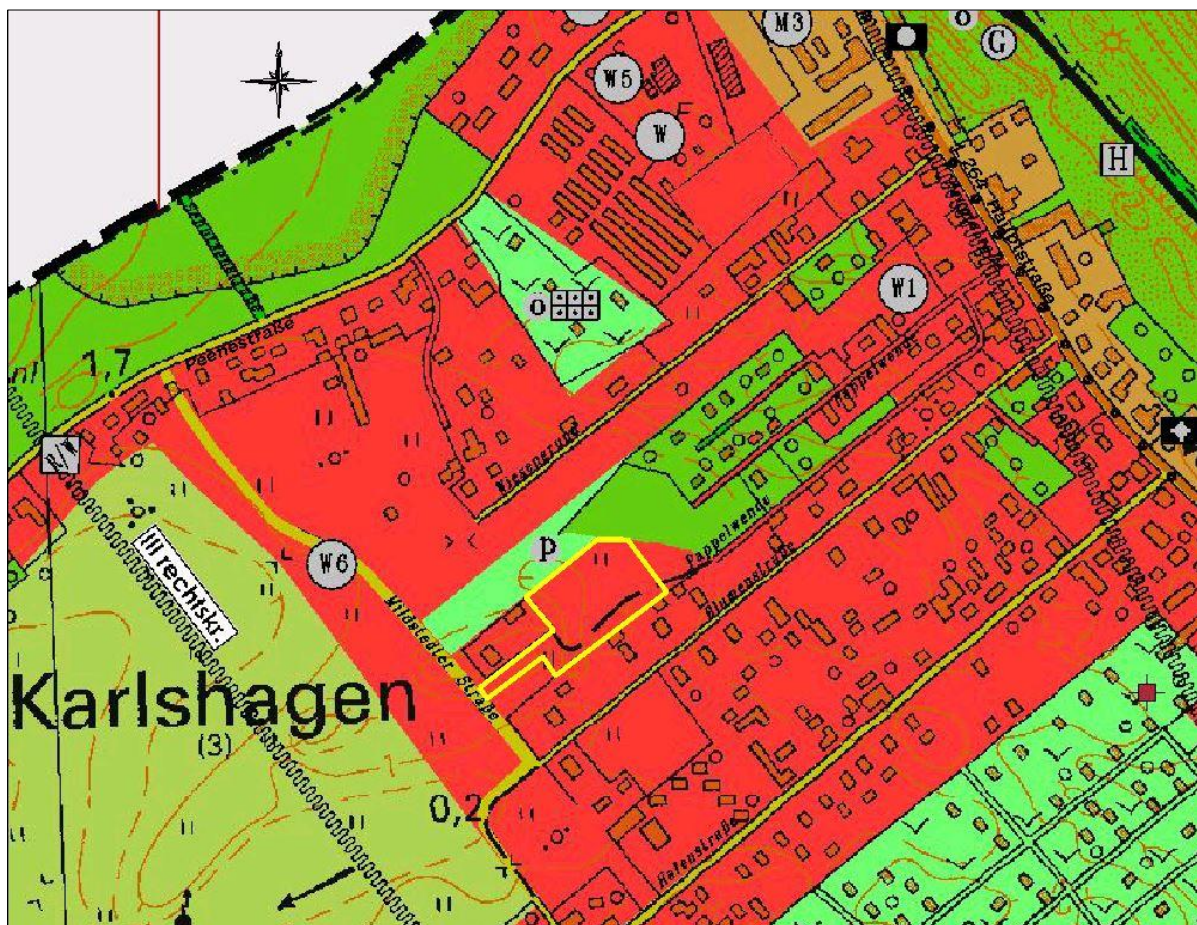 M3
G
W5
W
H
W1
Ö
Peenestraße
1,7
Hauptstraße
Wiesengrund
Pappelwende
P
Pappelwende
Blumenstraße
W6
III rechtskr.
Wildstedter Straße
Karlshagen
(3)
0,2
Hafenstraße